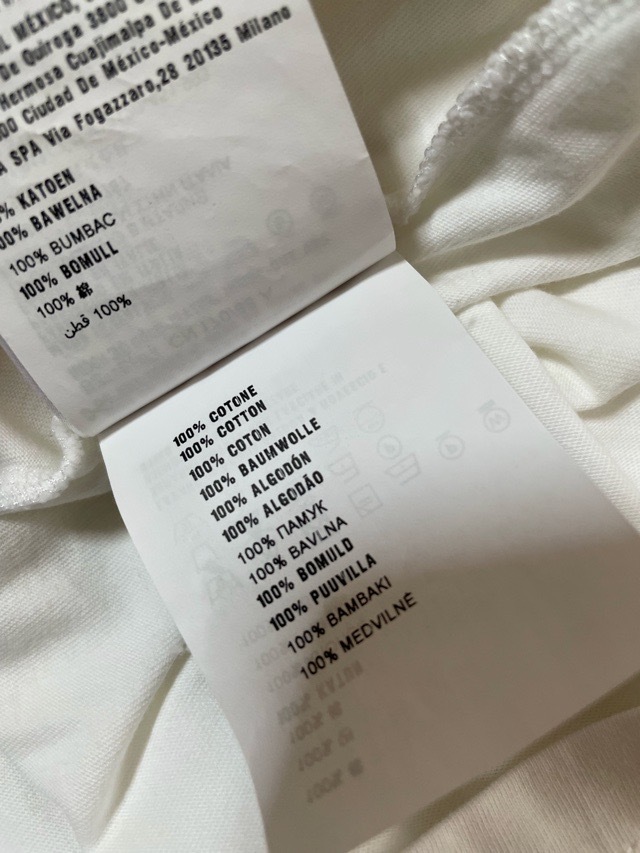 L MÉXICO,
De Quiroga 3800
Hermosa Cuajimalpa De M
00 Ciudad De México-México
A SPA Via Fogazzaro,28 20135 Milano
% KATOEN
00% BAWELNA
100% BUMBAC
100% BOMULL
100% 綿
100% قطن
100% COTONE
100% COTTON
100% COTON
100% BAUMWOLLE
100% ALGODÓN
100% ALGODÃO
100% ПАМУК
100% BAVLNA
100% BOMULD
100% PUUVILLA
100% BAMBAKI
100% MEDVILNĖ